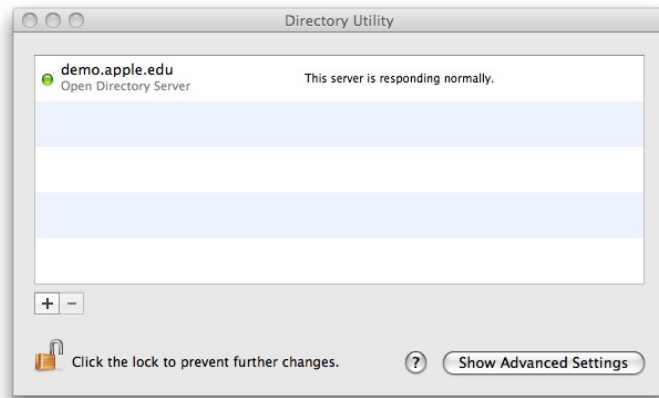 Directory Utility
demo.apple.edu
Open Directory Server
This server is responding normally.
+ −
Click the lock to prevent further changes.
?
Show Advanced Settings